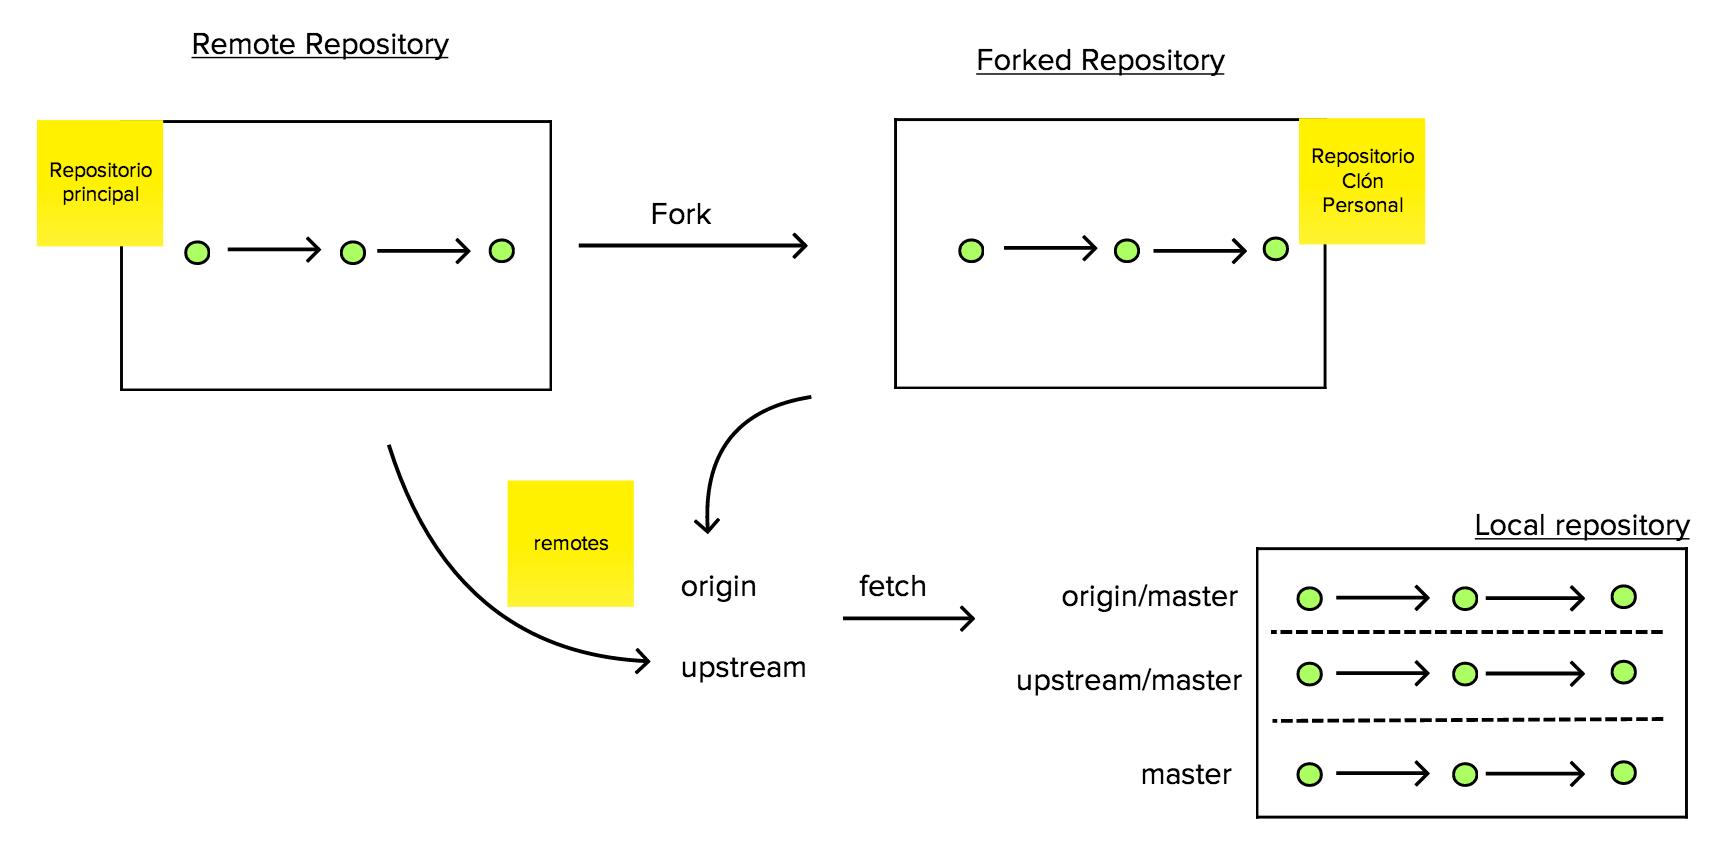 Remote Repository
Forked Repository
Repositorio
principal
Repositorio
Clón
Personal
Fork
remotes
origin
upstream
fetch
Local repository
origin/master
upstream/master
master